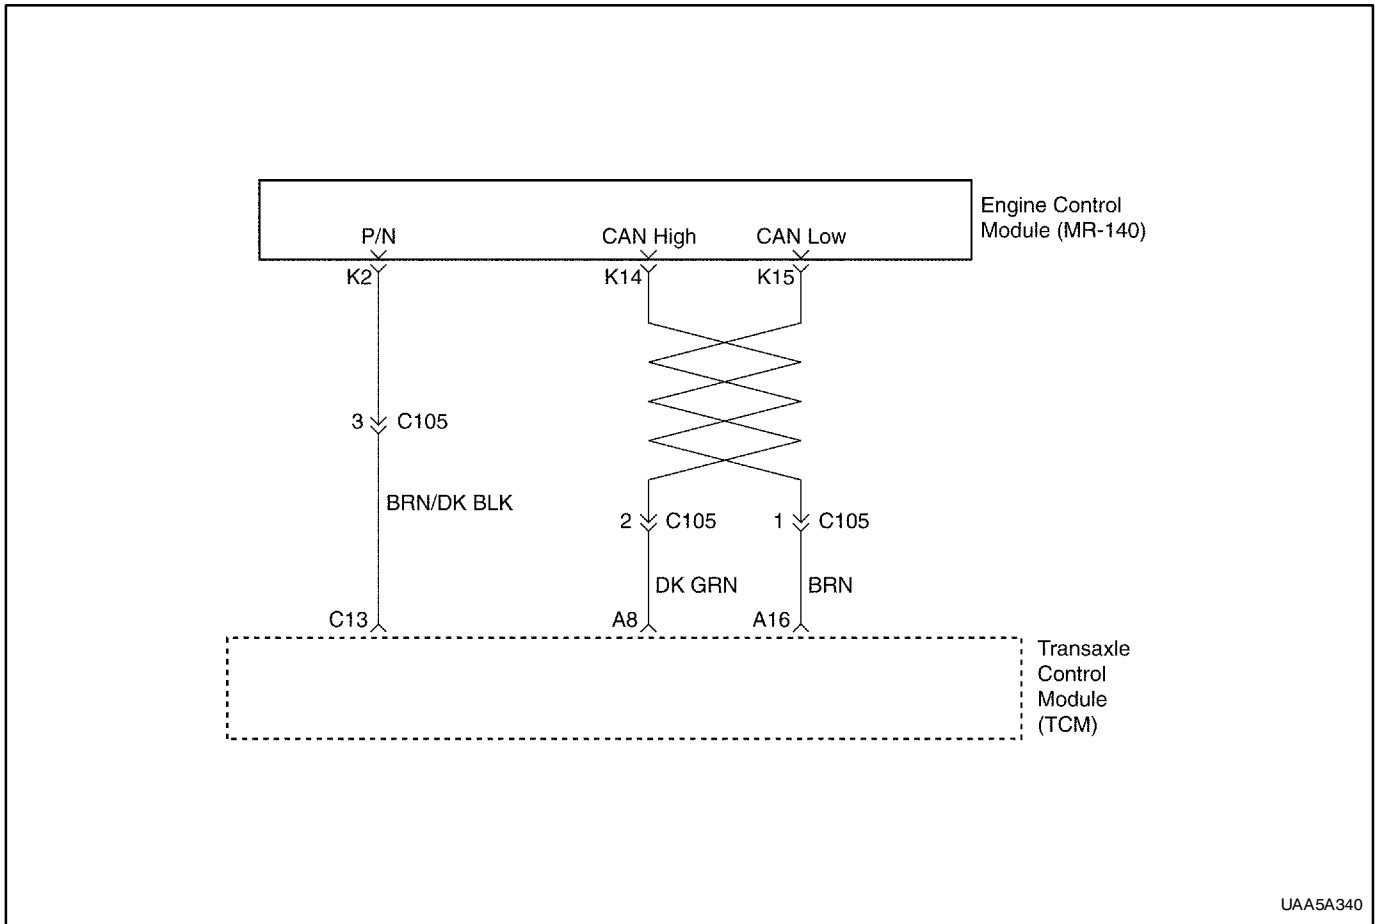 Engine Control
Module (MR-140)
P/N CAN High CAN Low
K2 K14 K15
3 C105
BRN/DK BLK
2 C105 1 C105
DK GRN BRN
C13 A8 A16
Transaxle
Control
Module
(TCM)
UAA5A340